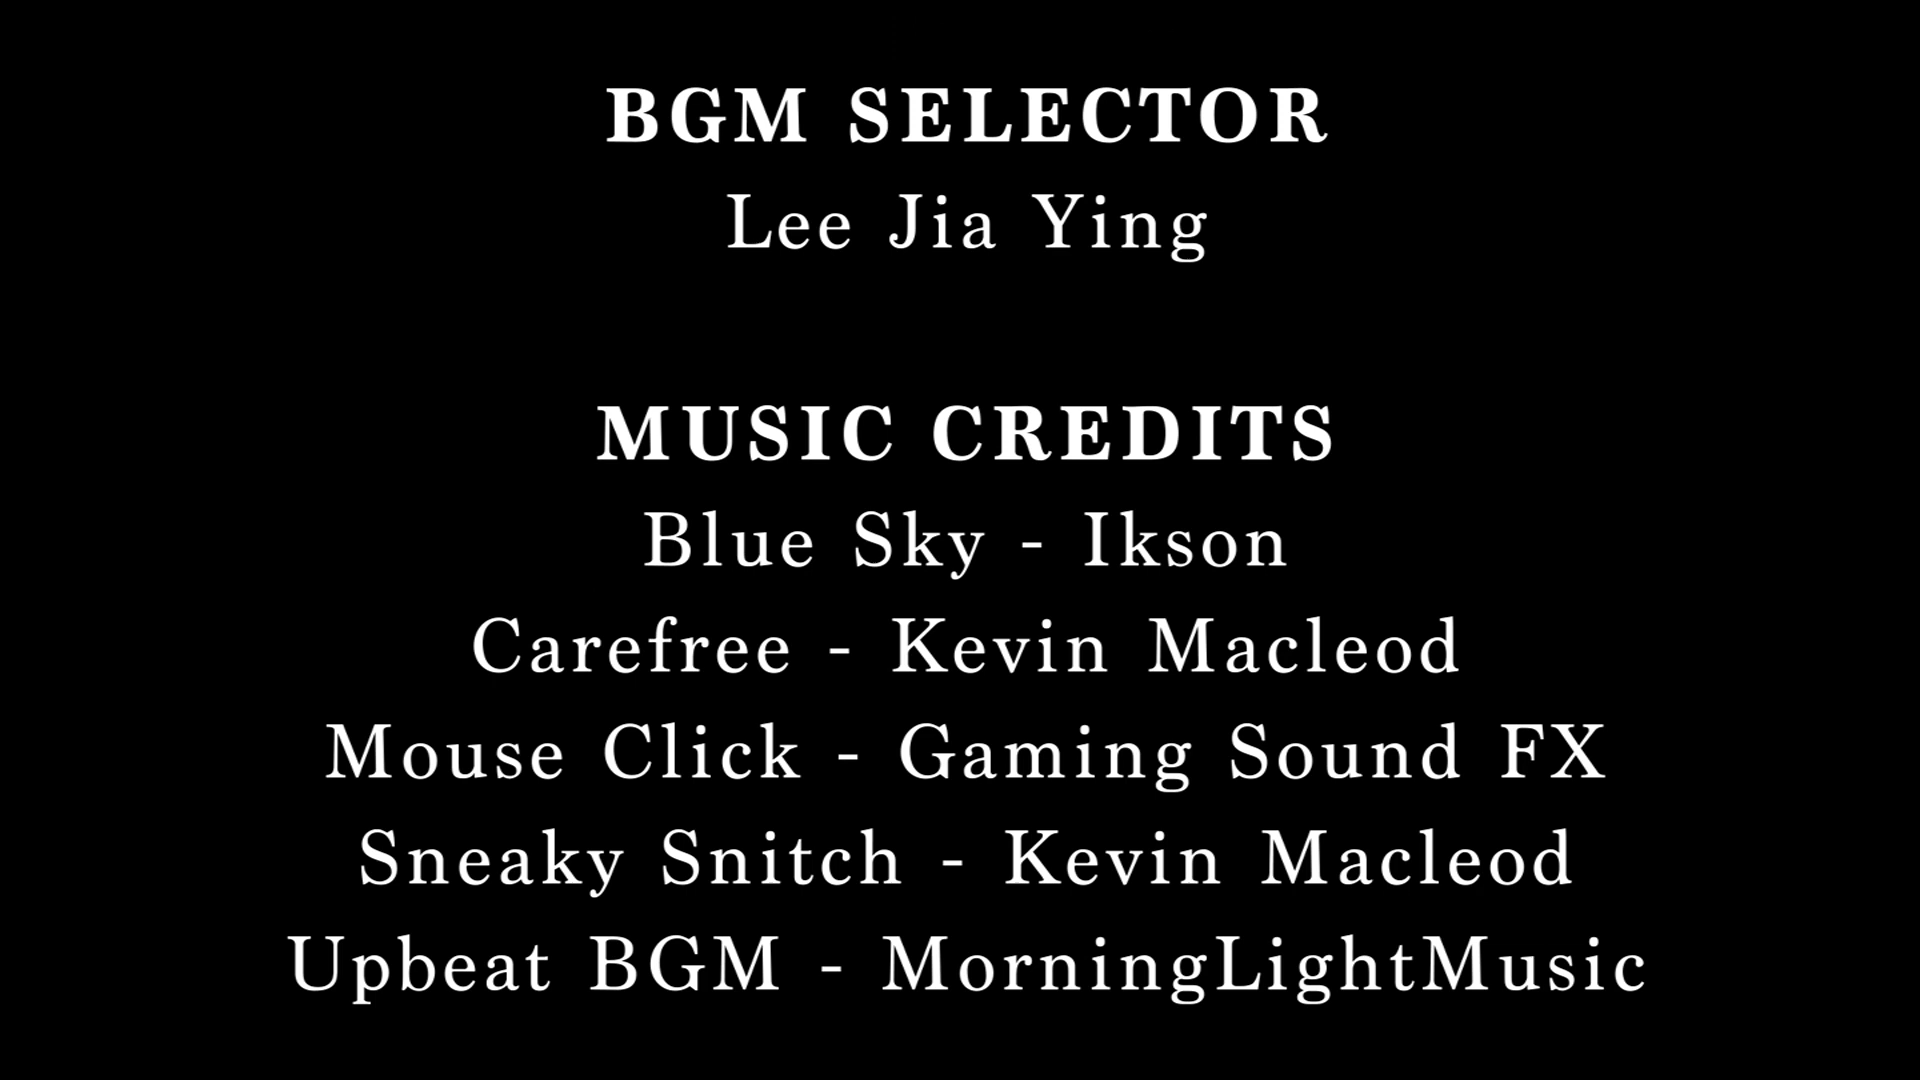 BGM SELECTOR
Lee Jia Ying
MUSIC CREDITS
Blue Sky - Ikson
Carefree - Kevin Macleod
Mouse Click - Gaming Sound FX
Sneaky Snitch - Kevin Macleod
Upbeat BGM - MorningLightMusic